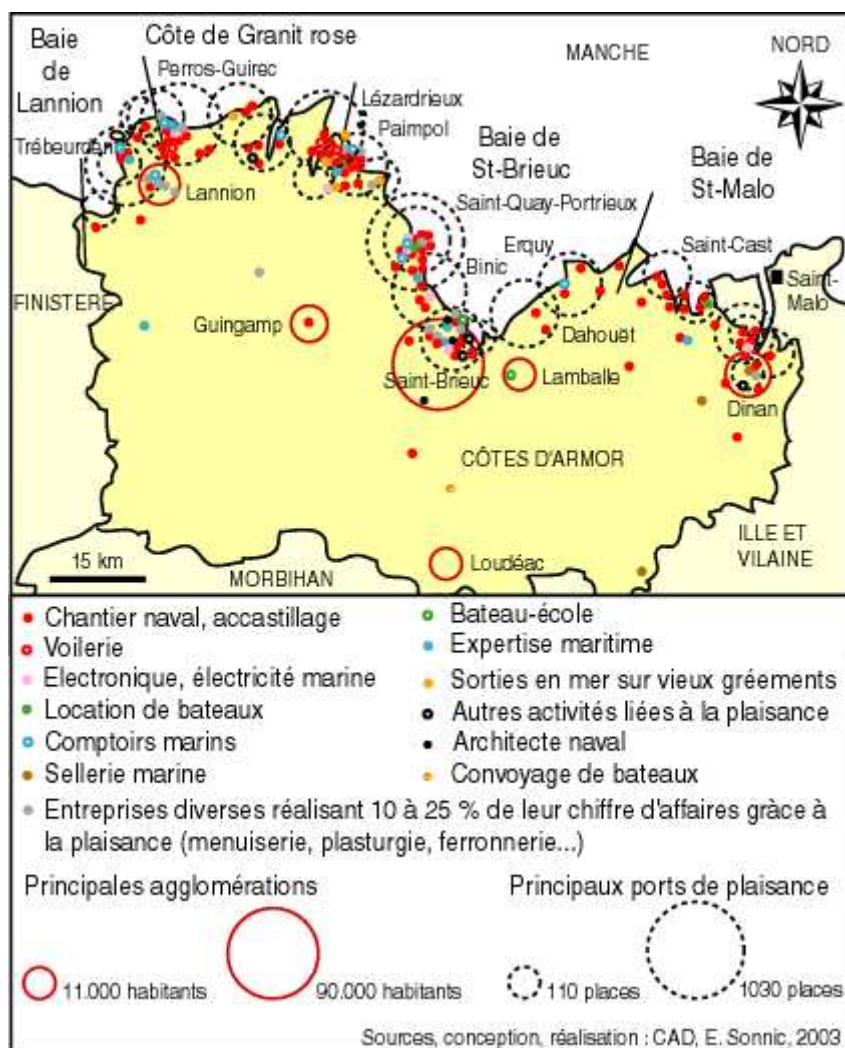 Baie
de
Lannion
Côte de Granit rose
MANCHE
NORD
Perros-Guirec
Lézardrieux
Paimpol
Trébeurden
Baie de
St-Brieuc
Baie de
St-Malo
Lannion
Saint-Quay-Portrieux
Erquy
Saint-Cast
Binic
Saint-
Malo
FINISTERE
Guingamp
Dahouët
Saint-Brieuc
Lamballe
Dinan
CÔTES D'ARMOR
ILLE ET
VILAINE
15 km
Loudéac
MORBIHAN
Chantier naval, accastillage
Voilerie
Electronique, électricité marine
Location de bateaux
Comptoirs marins
Sellerie marine
Bateau-école
Expertise maritime
Sorties en mer sur vieux gréements
Autres activités liées à la plaisance
Architecte naval
Convoyage de bateaux
Entreprises diverses réalisant 10 à 25 % de leur chiffre d'affaires gràce à
la plaisance (menuiserie, plasturgie, ferronnerie...)
Principales agglomérations
11.000 habitants
90.000 habitants
Principaux ports de plaisance
110 places
1030 places
Sources, conception, réalisation : CAD, E. Sonnic, 2003